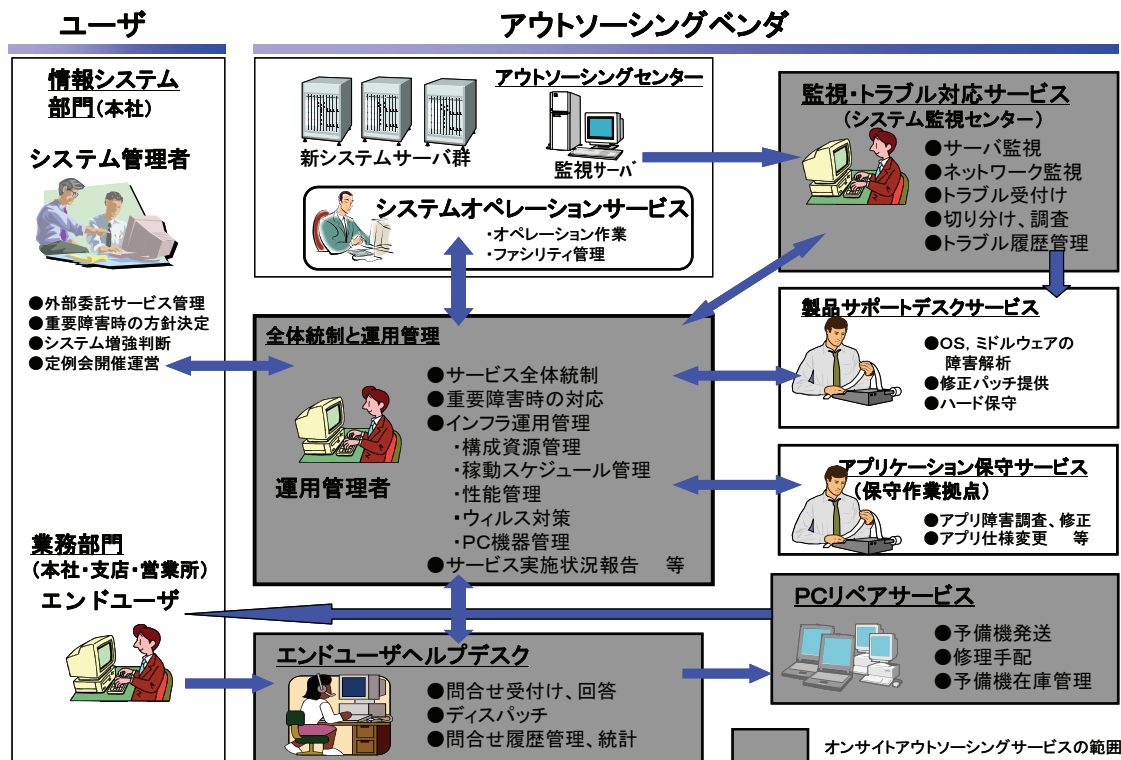 ユーザ
アウトソーシングベンダ
情報システム
部門(本社)
システム管理者
●外部委託サービス管理
●重要障害時の方針決定
●システム増強判断
●定例会開催運営
業務部門
(本社・支店・営業所)
エンドユーザ
アウトソーシングセンター
新システムサーバ群
監視サーバ
システムオペレーションサービス
・オペレーション作業
・ファシリティ管理
監視・トラブル対応サービス
(システム監視センター)
●サーバ監視
●ネットワーク監視
●トラブル受付け
●切り分け、調査
●トラブル履歴管理
全体統制と運用管理
運用管理者
●サービス全体統制
●重要障害時の対応
●インフラ運用管理
・構成資源管理
・稼動スケジュール管理
・性能管理
・ウィルス対策
・PC機器管理
●サービス実施状況報告 等
製品サポートデスクサービス
●OS,ミドルウェアの
障害解析
●修正パッチ提供
●ハード保守
アプリケーション保守サービス
(保守作業拠点)
●アプリ障害調査、修正
●アプリ仕様変更 等
PCリペアサービス
●予備機発送
●修理手配
●予備機在庫管理
エンドユーザヘルプデスク
●問合せ受付け、回答
●ディスパッチ
●問合せ履歴管理、統計
オンサイトアウトソーシングサービスの範囲